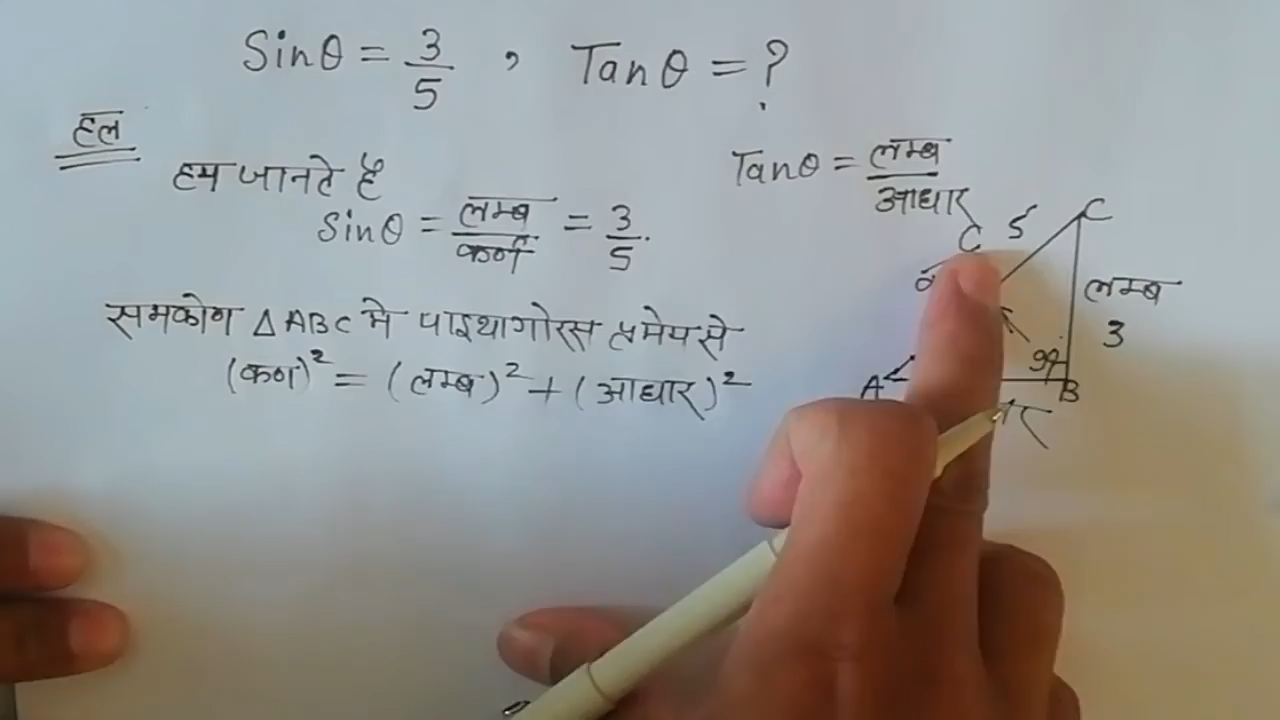 Sinθ = 3/5 , Tanθ = ?
हल
हम जानते है
Sinθ = लम्ब/कर्ण = 3/5.
Tanθ = लम्ब/आधार
समकोण △ABC मे पाइथागोरस प्रमेय से
(कर्ण)² = (लम्ब)² + (आधार)²
5 C
लम्ब
3
A B